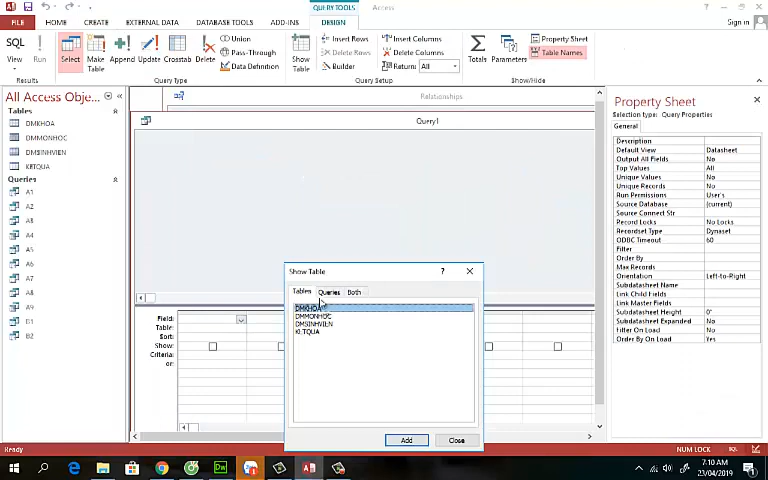 QUERY TOOLS
Access
FILE HOME CREATE EXTERNAL DATA DATABASE TOOLS ADD-INS DESIGN
Sign in
SQL View
Run
Select
Make Table
Append
Update
Crosstab
Delete
Union
Pass-Through
Data Definition
Show Table
Insert Rows
Delete Rows
Builder
Insert Columns
Delete Columns
Return: All
Totals
Parameters
Property Sheet
Table Names
Results
Query Type
Query Setup
Show/Hide
All Access Obje...
Tables
DMKHOA
DMMONHOC
DMSINHVIEN
KETQUA
Queries
A1
A2
A3
A4
A5
A6
A7
A8
A9
B1
B2
Relationships
Query1
Field:
Table:
Sort:
Show:
Criteria:
or:
Show Table
Tables Queries Both
DMKHOA
DMMONHOC
DMSINHVIEN
KETQUA
Add Close
Property Sheet
Selection type: Query Properties
General
Description
Default View Datasheet
Output All Fields No
Top Values All
Unique Values No
Unique Records No
Run Permissions User's
Source Database (current)
Source Connect Str
Record Locks No Locks
Recordset Type Dynaset
ODBC Timeout 60
Filter
Order By
Max Records
Orientation Left-to-Right
Subdatasheet Name
Link Child Fields
Link Master Fields
Subdatasheet Height 0"
Subdatasheet Expanded No
Filter On Load No
Order By On Load Yes
Ready
NUM LOCK
SQL
Dw
7:10 AM
23/04/2019